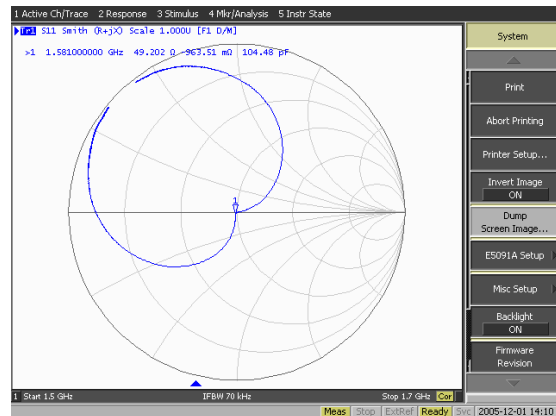 1 Active Ch/Trace 2 Response 3 Stimulus 4 Mkr/Analysis 5 Instr State
Tr1 S11 Smith (R+jX) Scale 1.000U [F1 D/M]
>1 1.581000000 GHz 49.202 Ω -963.51 mΩ 104.48 pF
1
System
Print
Abort Printing
Printer Setup...
Invert Image
ON
Dump
Screen Image...
E5091A Setup
Misc Setup
Backlight
ON
Firmware
Revision
1 Start 1.5 GHz IFBW 70 kHz Stop 1.7 GHz Cor
Meas Stop ExtRef Ready Svc 2005-12-01 14:10